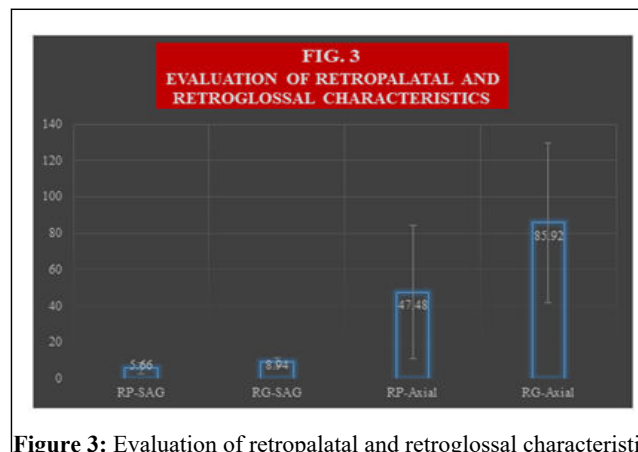 FIG. 3
EVALUATION OF RETROPALATAL AND
RETROGLOSSAL CHARACTERISTICS
140
120
100
80
60
40
20
0
5.66
8.94
47.48
85.92
RP-SAG RG-SAG RP-Axial RG-Axial
Figure 3: Evaluation of retropalatal and retroglossal characteristi